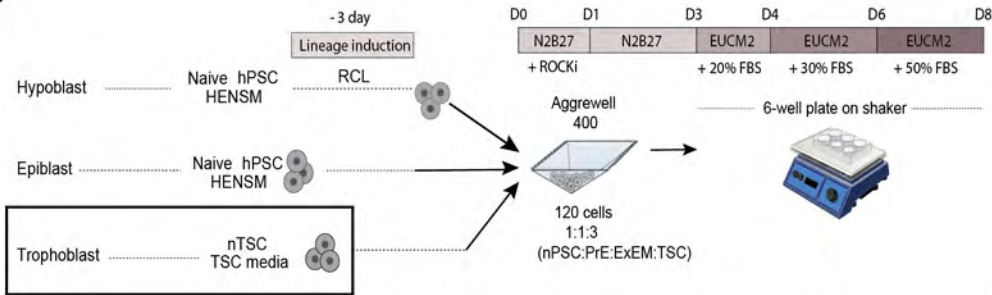 - 3 day
Lineage induction
Hypoblast
Naive hPSC
HENSM
RCL
Epiblast
Naive hPSC
HENSM
Trophoblast
nTSC
TSC media
Aggrewell
400
120 cells
1:1:3
(nPSC:PrE:ExEM:TSC)
D0 D1 D3 D4 D6 D8
N2B27 N2B27 EUCM2 EUCM2 EUCM2
+ ROCKi + 20% FBS + 30% FBS + 50% FBS
6-well plate on shaker